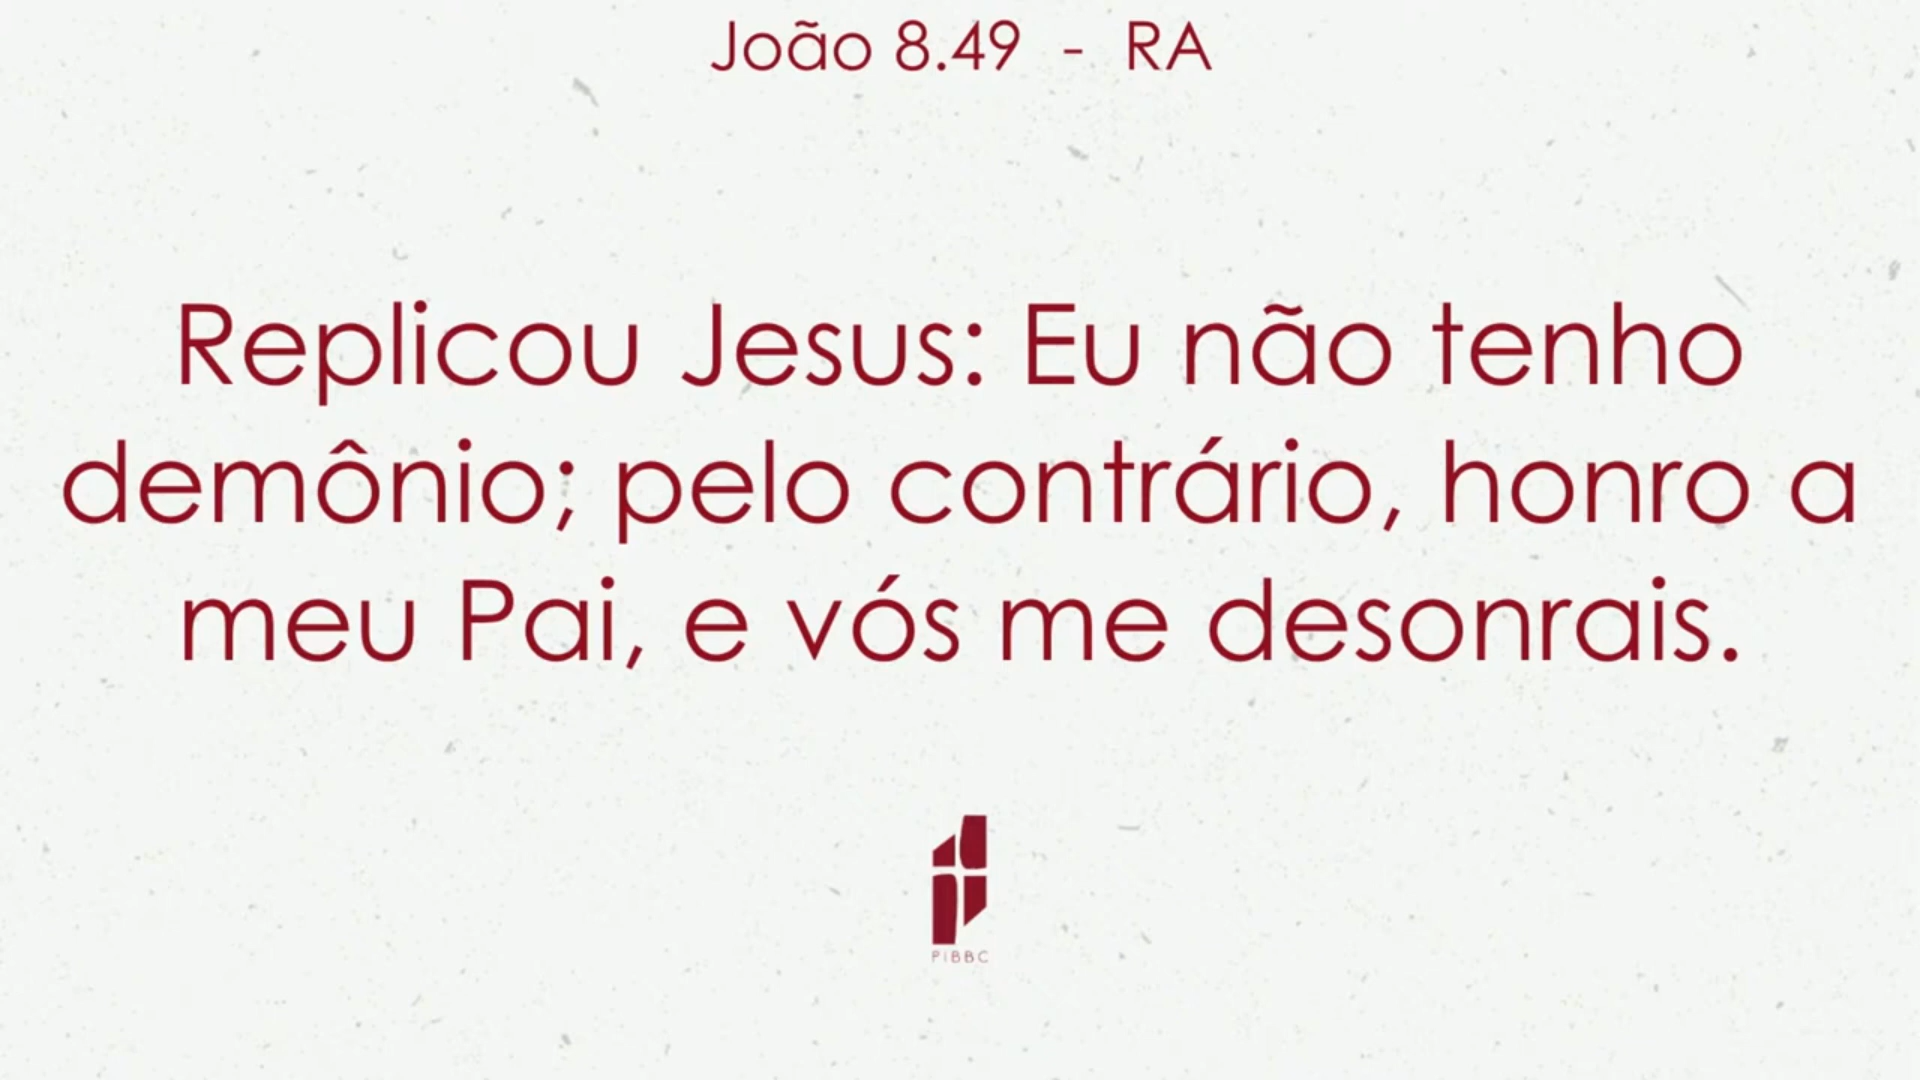 João 8.49 - RA
Replicou Jesus: Eu não tenho
demônio; pelo contrário, honro a
meu Pai, e vós me desonrais.
PIBBC